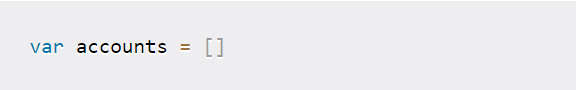 var accounts = []